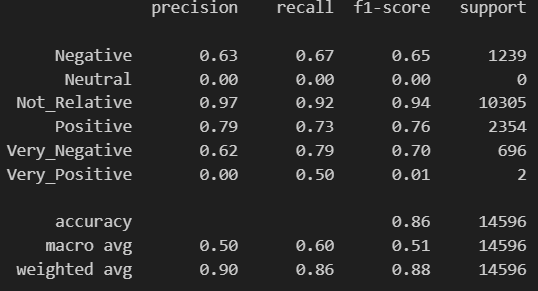 precision recall f1-score support
Negative 0.63 0.67 0.65 1239
Neutral 0.00 0.00 0.00 0
Not_Relative 0.97 0.92 0.94 10305
Positive 0.79 0.73 0.76 2354
Very_Negative 0.62 0.79 0.70 696
Very_Positive 0.00 0.50 0.01 2
accuracy 0.86 14596
macro avg 0.50 0.60 0.51 14596
weighted avg 0.90 0.86 0.88 14596